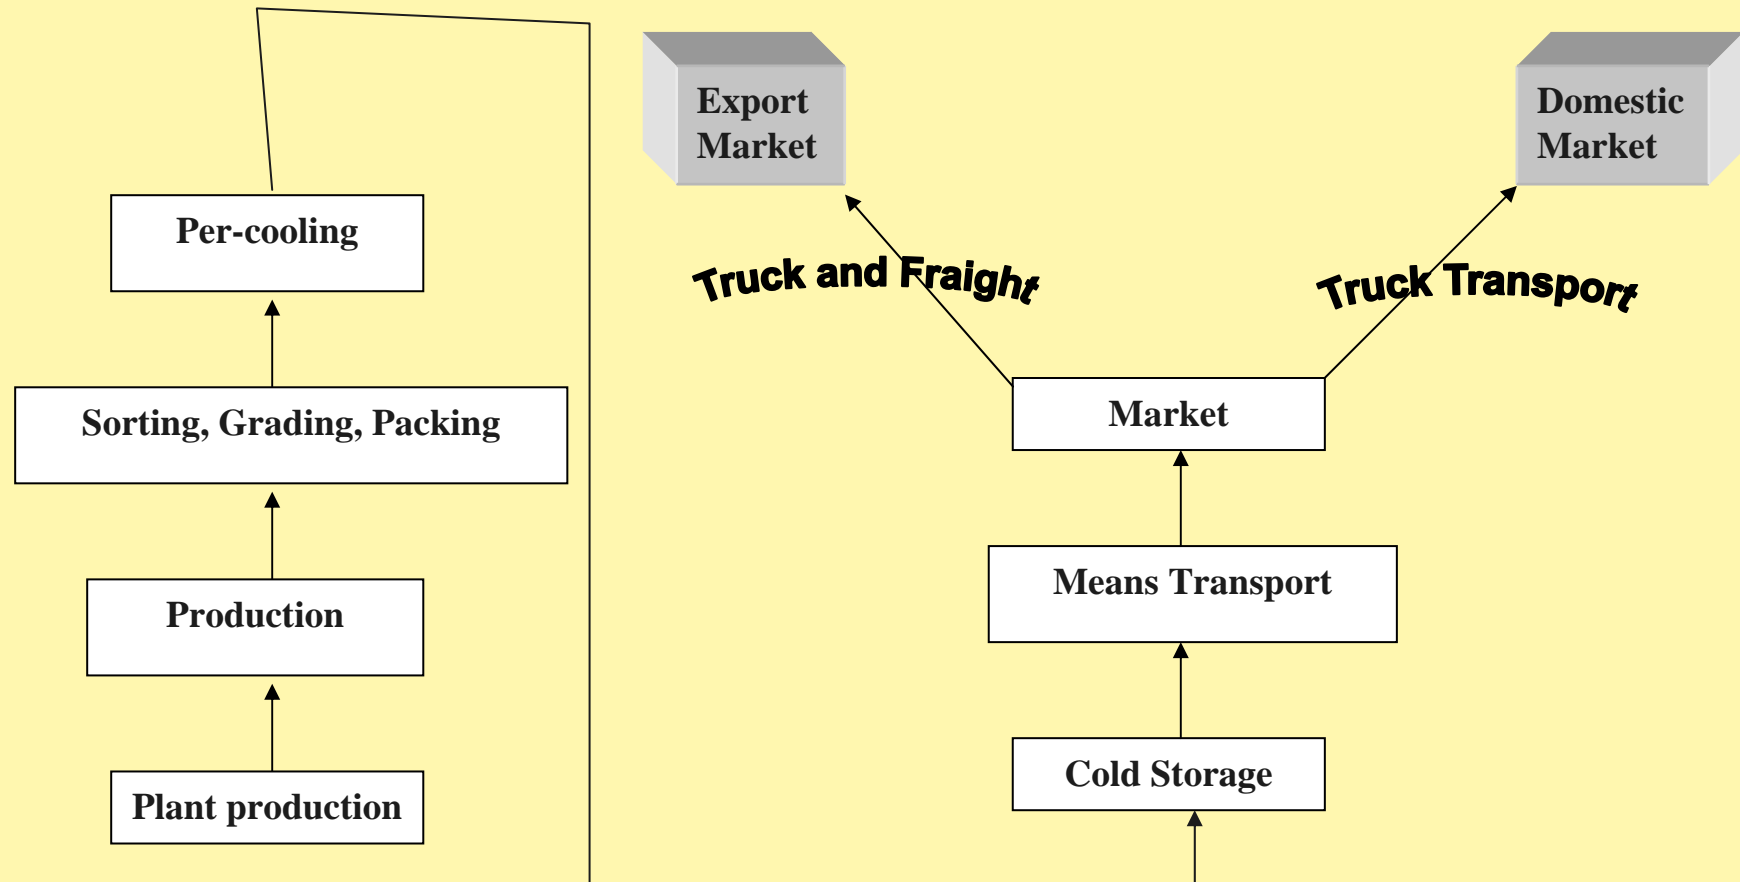 Export
Market
Domestic
Market
Per-cooling
Truck and Fraight
Truck Transport
Sorting, Grading, Packing
Market
Production
Means Transport
Plant production
Cold Storage